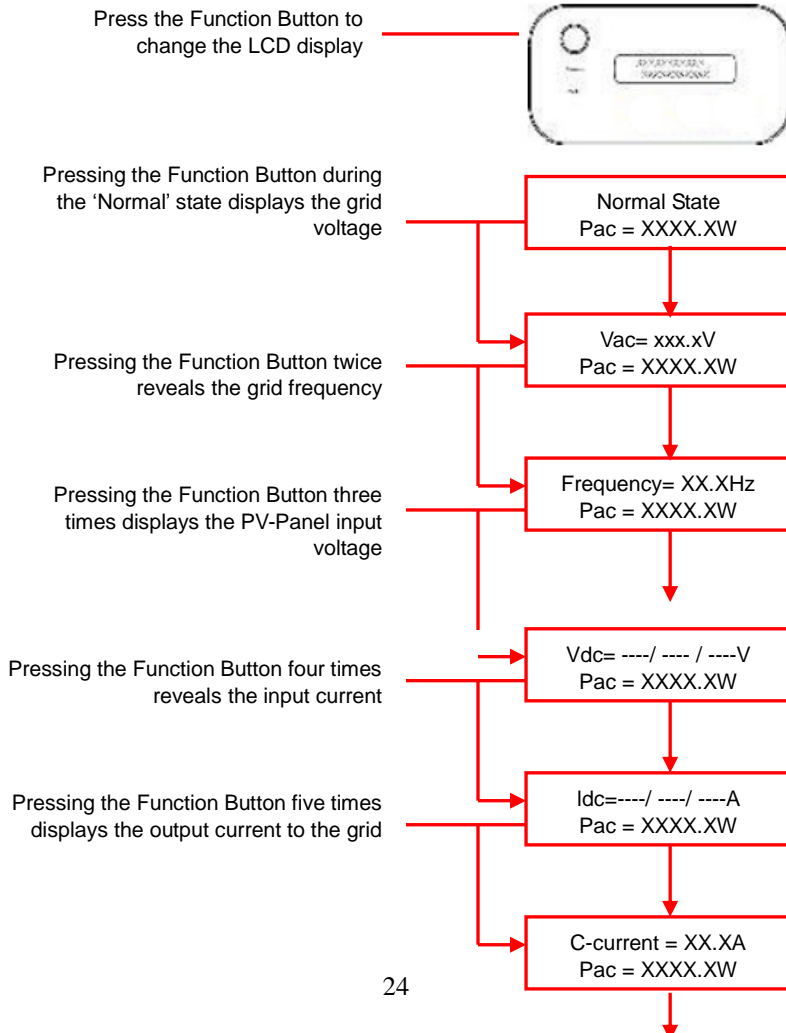 Press the Function Button to
change the LCD display
Pressing the Function Button during
the ‘Normal’ state displays the grid
voltage
Normal State
Pac = XXXX.XW
Vac= xxx.xV
Pac = XXXX.XW
Pressing the Function Button twice
reveals the grid frequency
Frequency= XX.XHz
Pac = XXXX.XW
Pressing the Function Button three
times displays the PV-Panel input
voltage
Vdc= ----/ ---- / ----V
Pac = XXXX.XW
Pressing the Function Button four times
reveals the input current
Idc=----/ ----/ ----A
Pac = XXXX.XW
Pressing the Function Button five times
displays the output current to the grid
C-current = XX.XA
Pac = XXXX.XW
24